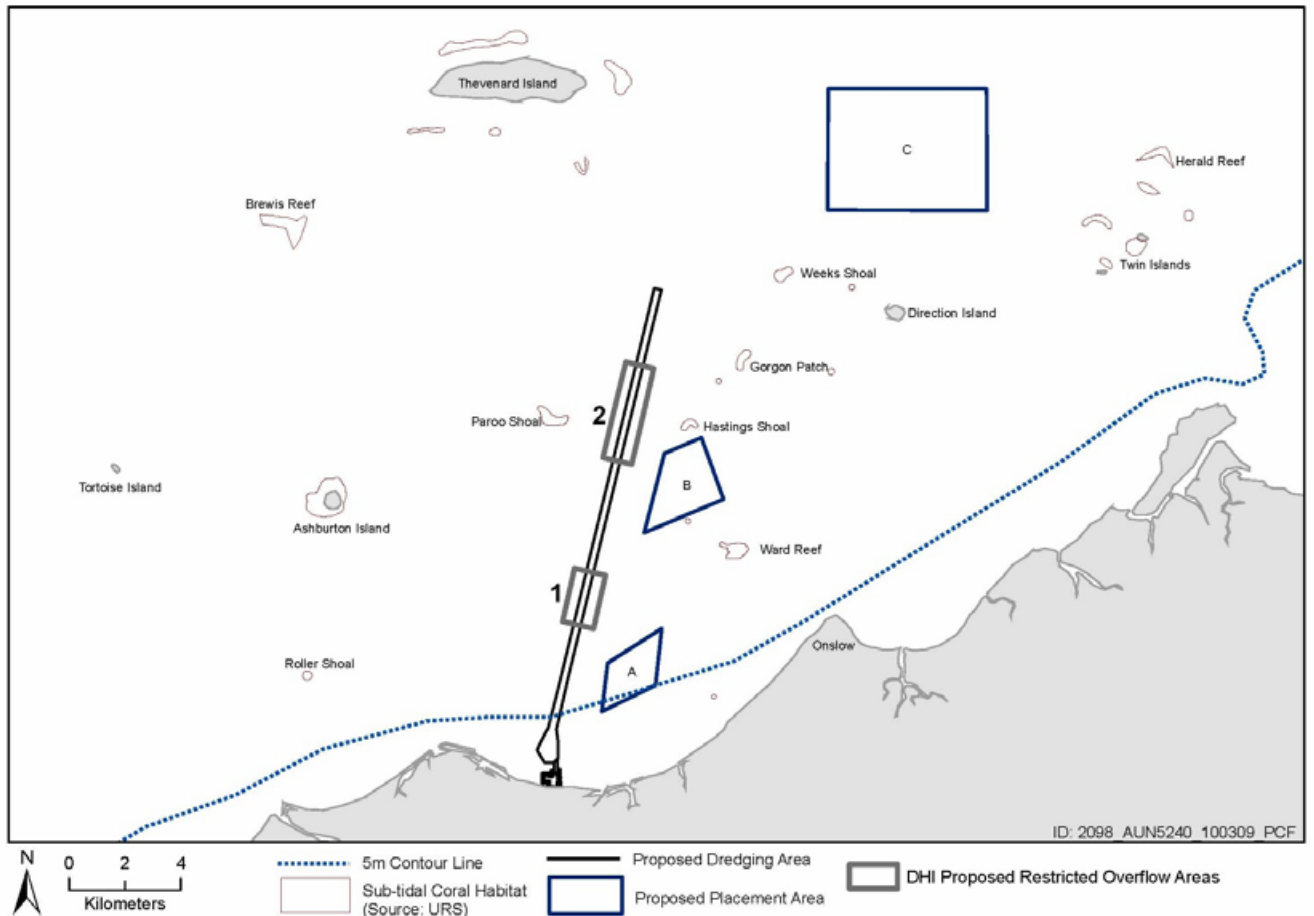 Thevenard Island
C
Herald Reef
Brewis Reef
Twin Islands
Weeks Shoal
Direction Island
Gorgon Patch
Paroo Shoal
2
Hastings Shoal
Tortoise Island
B
Ashburton Island
Ward Reef
1
Onslow
Roller Shoal
A
ID: 2098_AUN5240_100309_PCF
N
0 2 4
Kilometers
5m Contour Line
Sub-tidal Coral Habitat
(Source: URS)
Proposed Dredging Area
Proposed Placement Area
DHI Proposed Restricted Overflow Areas